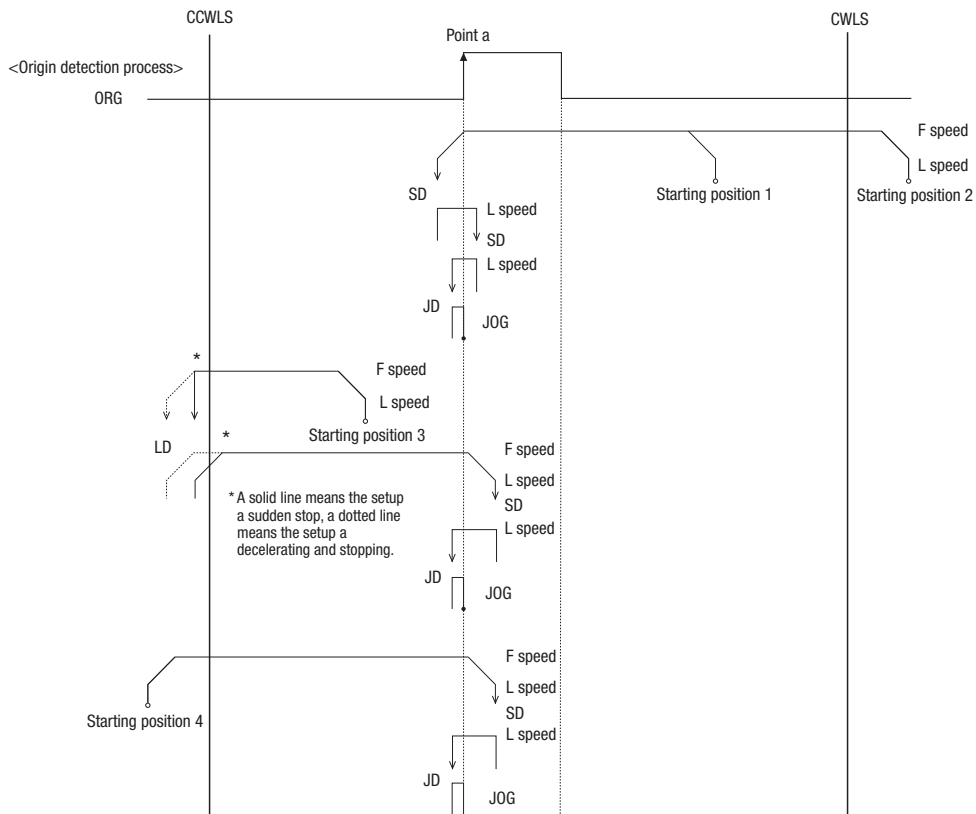 CCWLS
CWLS
Point a
<Origin detection process>
ORG
F speed
L speed
SD
Starting position 1
Starting position 2
L speed
SD
L speed
JD
JOG
*
F speed
L speed
Starting position 3
LD
*
F speed
L speed
SD
* A solid line means the setup
a sudden stop, a dotted line
means the setup a
decelerating and stopping.
L speed
JD
JOG
F speed
L speed
SD
Starting position 4
L speed
JD
JOG